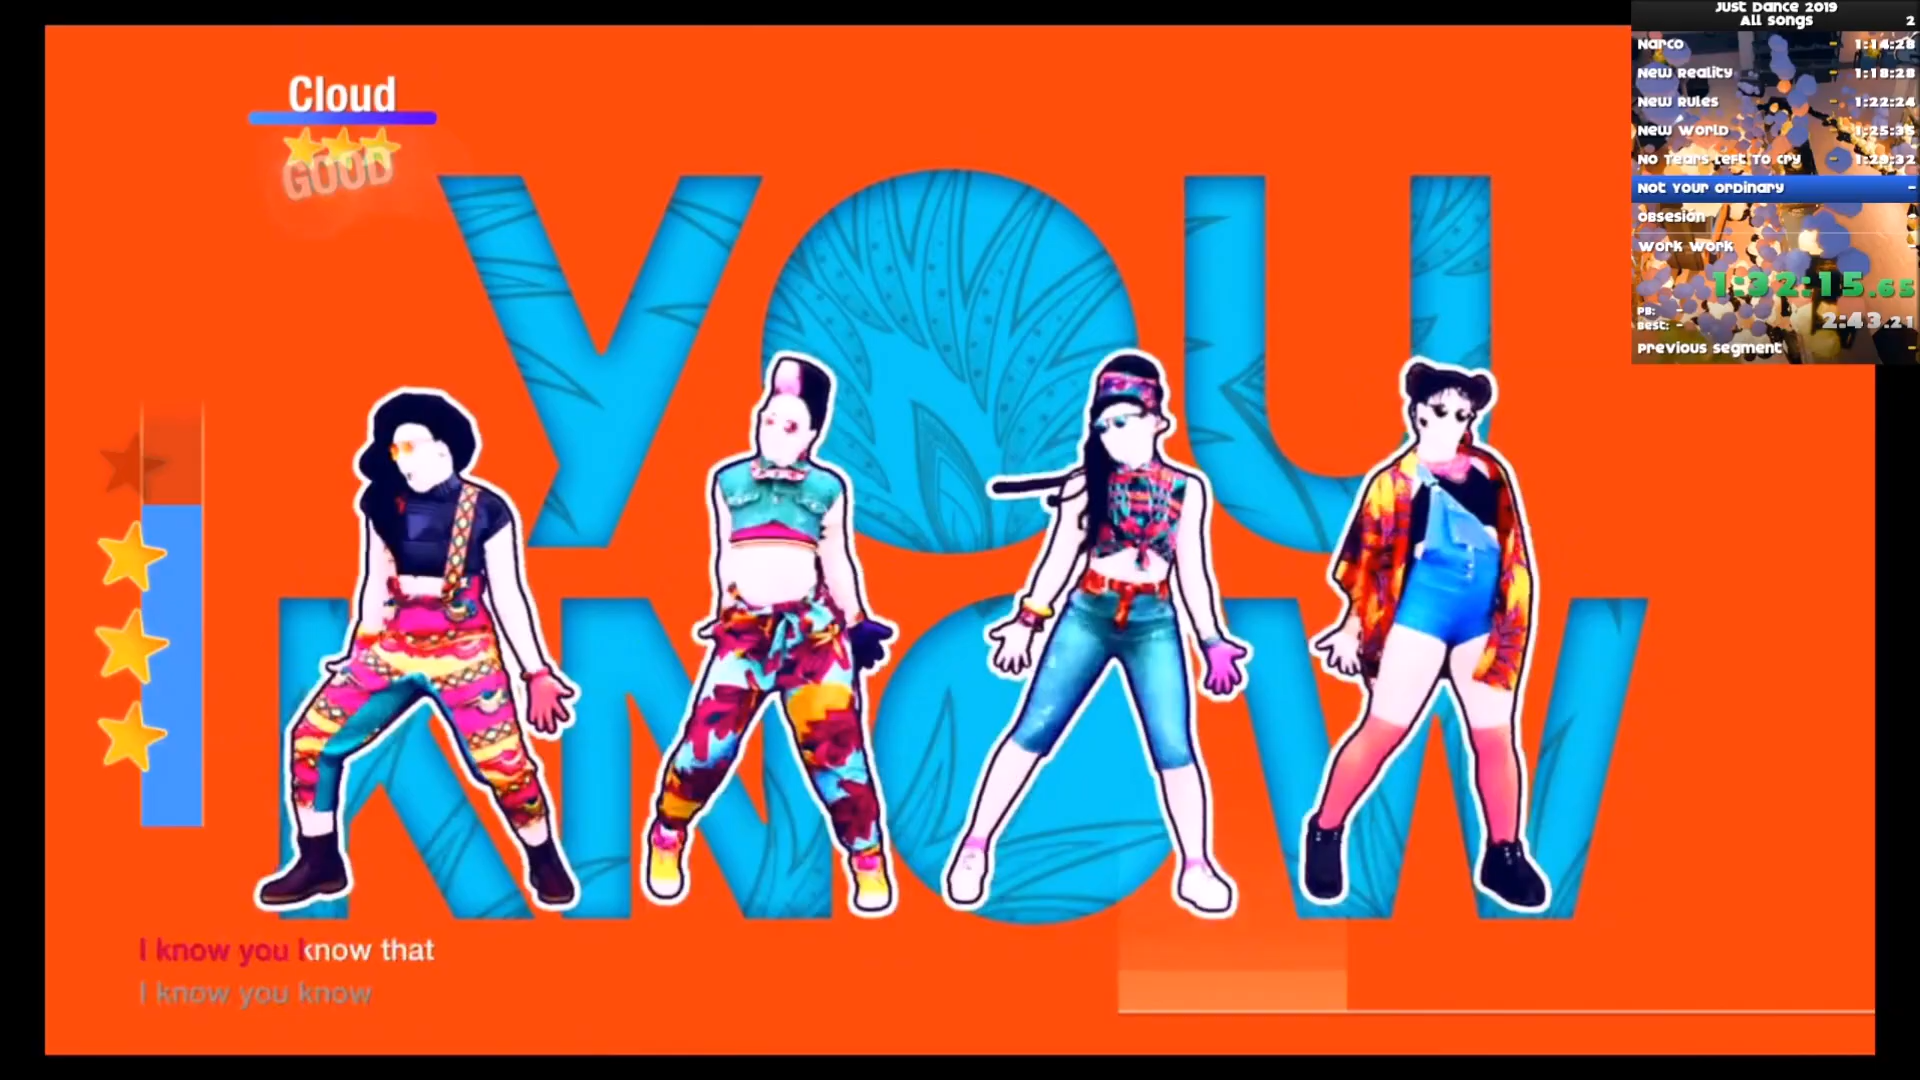 Cloud
GOOD
YOU
KNOW
I know you know that
I know you know
Just Dance 2019
All songs 2
Narco - 1:14:28
New Reality - 1:18:28
New Rules - 1:22:24
New World - 1:25:36
No Tears Left To Cry - 1:29:32
Not Your Ordinary -
Obsesión -
Work Work -
1:32:15.65
PB: -
Best: -
2:43.21
Previous Segment -